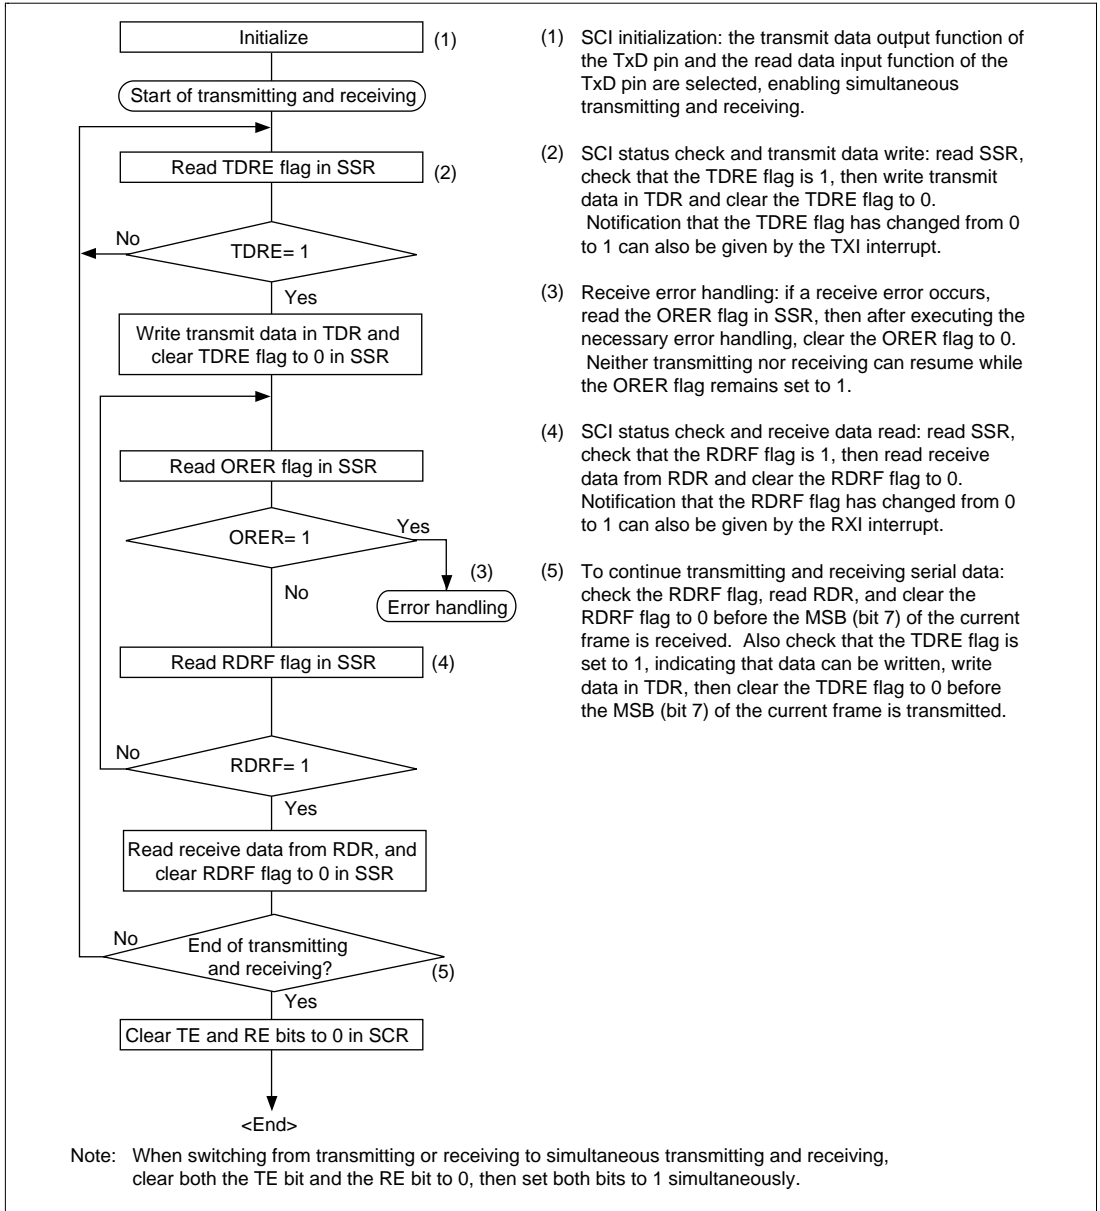 Initialize
(1)
Start of transmitting and receiving
Read TDRE flag in SSR
(2)
No
TDRE= 1
Yes
Write transmit data in TDR and
clear TDRE flag to 0 in SSR
Read ORER flag in SSR
ORER= 1
Yes
(3)
No
Error handling
Read RDRF flag in SSR
(4)
No
RDRF= 1
Yes
Read receive data from RDR, and
clear RDRF flag to 0 in SSR
No
End of transmitting
and receiving?
(5)
Yes
Clear TE and RE bits to 0 in SCR
<End>
(1) SCI initialization: the transmit data output function of
the TxD pin and the read data input function of the
TxD pin are selected, enabling simultaneous
transmitting and receiving.
(2) SCI status check and transmit data write: read SSR,
check that the TDRE flag is 1, then write transmit
data in TDR and clear the TDRE flag to 0.
Notification that the TDRE flag has changed from 0
to 1 can also be given by the TXI interrupt.
(3) Receive error handling: if a receive error occurs,
read the ORER flag in SSR, then after executing the
necessary error handling, clear the ORER flag to 0.
Neither transmitting nor receiving can resume while
the ORER flag remains set to 1.
(4) SCI status check and receive data read: read SSR,
check that the RDRF flag is 1, then read receive
data from RDR and clear the RDRF flag to 0.
Notification that the RDRF flag has changed from 0
to 1 can also be given by the RXI interrupt.
(5) To continue transmitting and receiving serial data:
check the RDRF flag, read RDR, and clear the
RDRF flag to 0 before the MSB (bit 7) of the current
frame is received. Also check that the TDRE flag is
set to 1, indicating that data can be written, write
data in TDR, then clear the TDRE flag to 0 before
the MSB (bit 7) of the current frame is transmitted.
Note: When switching from transmitting or receiving to simultaneous transmitting and receiving,
clear both the TE bit and the RE bit to 0, then set both bits to 1 simultaneously.